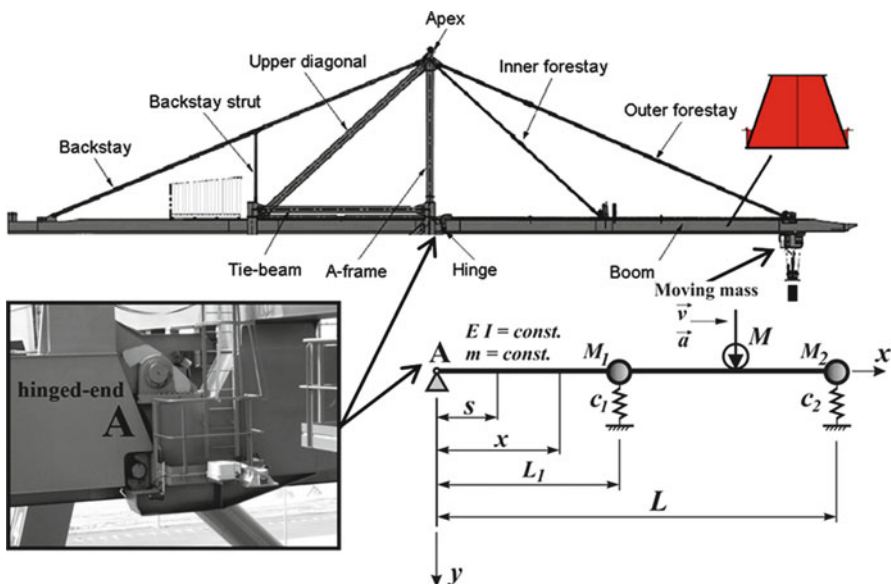 Apex
Upper diagonal
Inner forestay
Backstay strut
Outer forestay
Backstay
Tie-beam
A-frame
Hinge
Boom
Moving mass
v
a
M
E I = const.
m = const.
A
M1
M2
x
c1
c2
s
x
L1
L
y
hinged-end
A